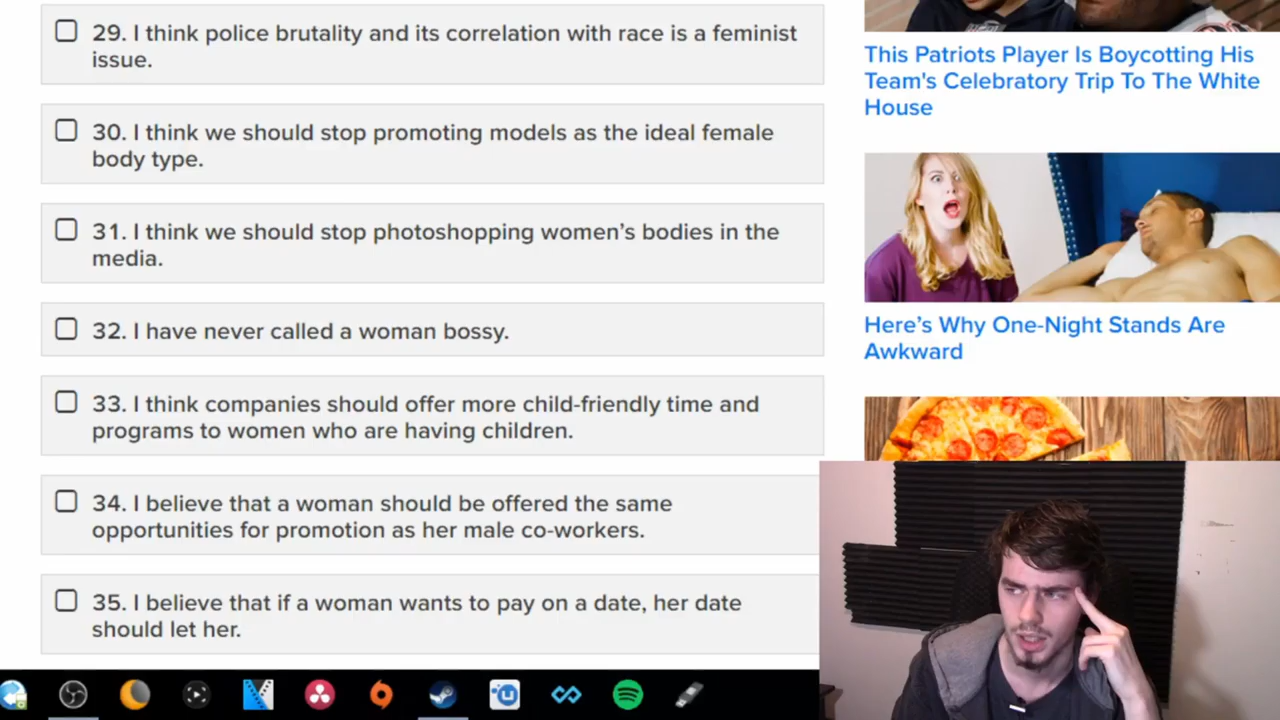 29. I think police brutality and its correlation with race is a feminist
issue.
30. I think we should stop promoting models as the ideal female
body type.
31. I think we should stop photoshopping women’s bodies in the
media.
32. I have never called a woman bossy.
33. I think companies should offer more child-friendly time and
programs to women who are having children.
34. I believe that a woman should be offered the same
opportunities for promotion as her male co-workers.
35. I believe that if a woman wants to pay on a date, her date
should let her.
This Patriots Player Is Boycotting His
Team's Celebratory Trip To The White
House
Here’s Why One-Night Stands Are
Awkward